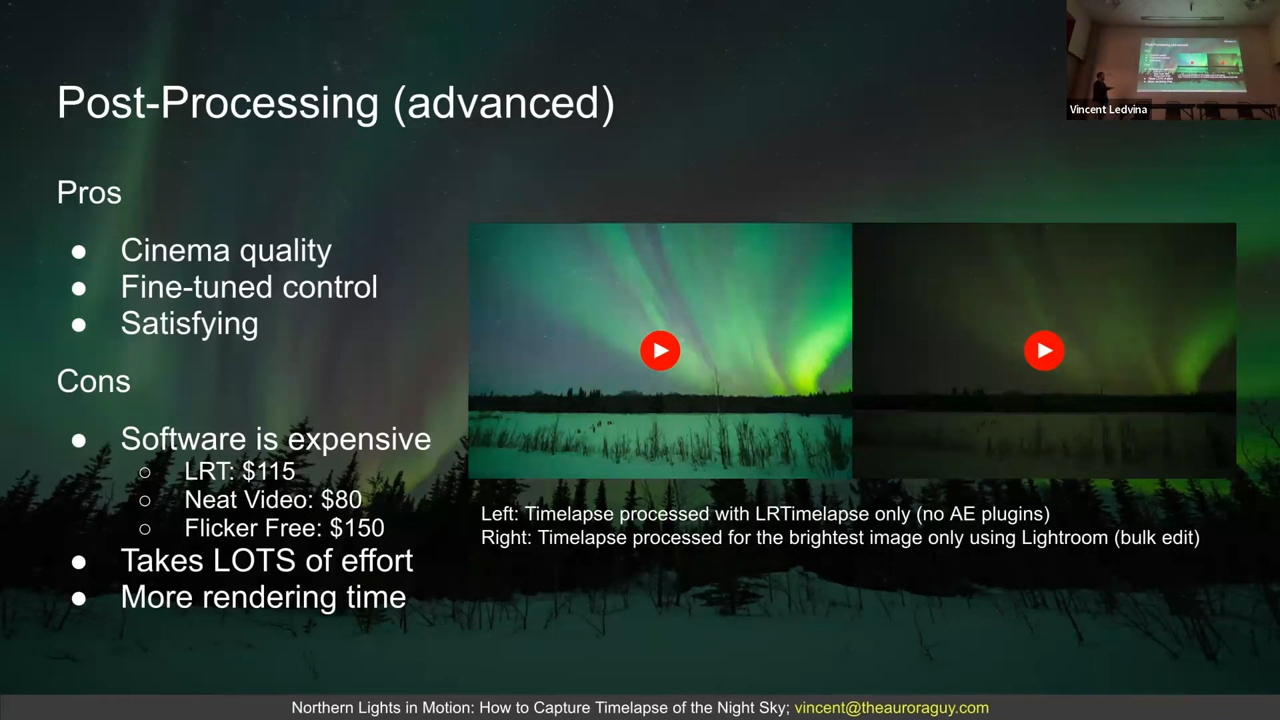 Post-Processing (advanced)
Vincent Ledvina
Pros
● Cinema quality
● Fine-tuned control
● Satisfying
Cons
● Software is expensive
○ LRT: $115
○ Neat Video: $80
○ Flicker Free: $150
● Takes LOTS of effort
● More rendering time
Left: Timelapse processed with LRTimelapse only (no AE plugins)
Right: Timelapse processed for the brightest image only using Lightroom (bulk edit)
Northern Lights in Motion: How to Capture Timelapse of the Night Sky; vincent@theauroraguy.com